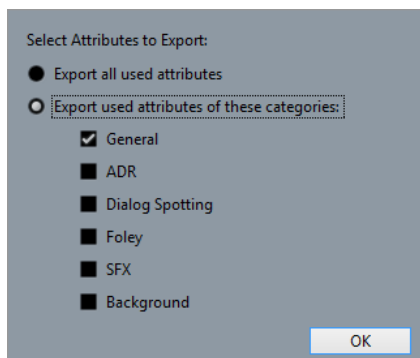 Select Attributes to Export:
Export all used attributes
Export used attributes of these categories:
General
ADR
Dialog Spotting
Foley
SFX
Background
OK